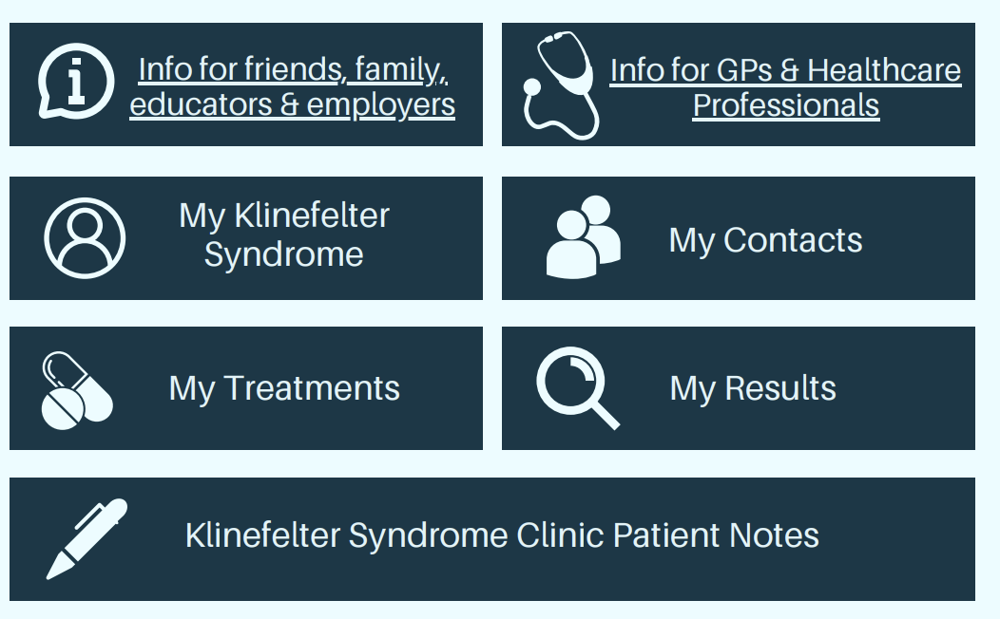 Info for friends, family,
educators & employers
Info for GPs & Healthcare
Professionals
My Klinefelter
Syndrome
My Contacts
My Treatments
My Results
Klinefelter Syndrome Clinic Patient Notes